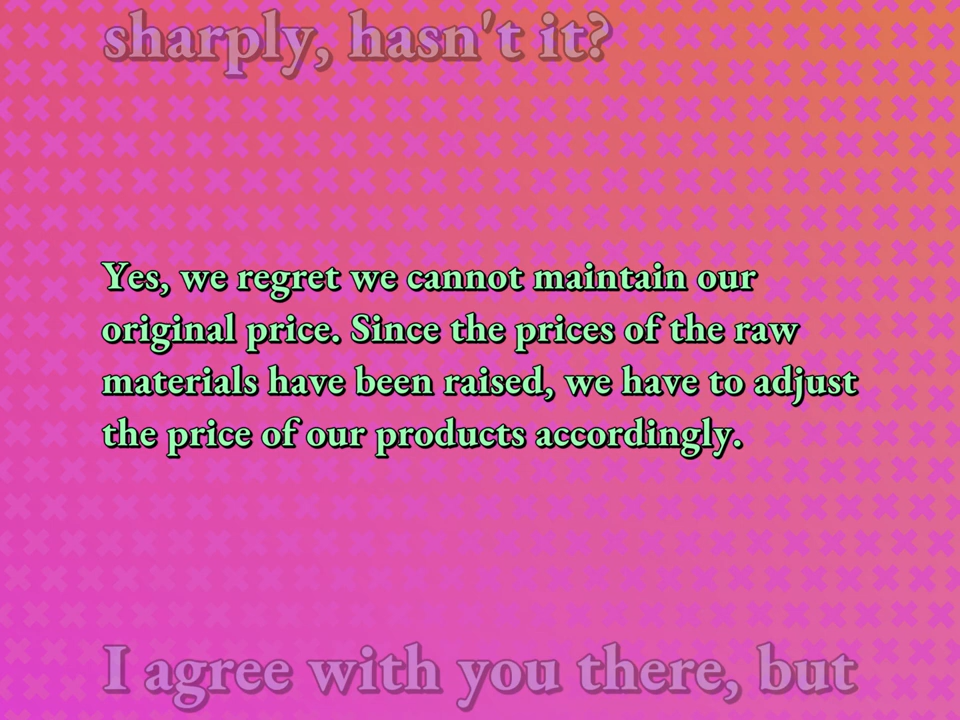 sharply, hasn't it?
Yes, we regret we cannot maintain our
original price. Since the prices of the raw
materials have been raised, we have to adjust
the price of our products accordingly.
I agree with you there, but